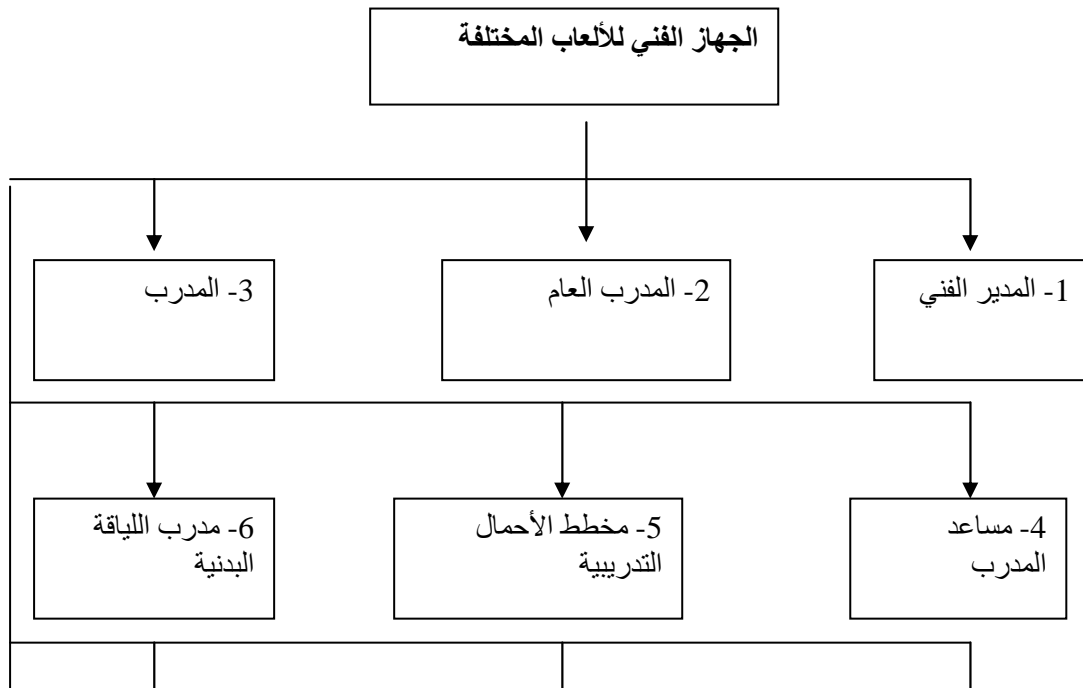 الجهاز الفني للألعاب المختلفة
1- المدير الفني
2- المدرب العام
3- المدرب
4- مساعد
المدرب
5- مخطط الأحمال
التدريبية
6- مدرب اللياقة
البدنية